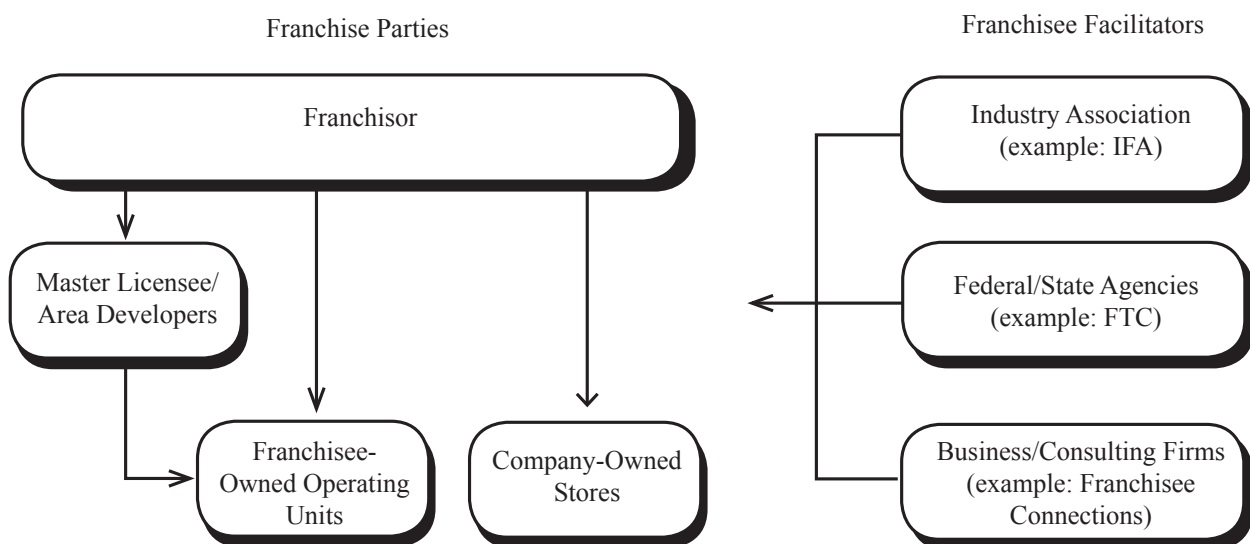 Franchise Parties
Franchisee Facilitators
Franchisor
Industry Association
(example: IFA)
Master Licensee/
Area Developers
Federal/State Agencies
(example: FTC)
Franchisee-
Owned Operating
Units
Company-Owned
Stores
Business/Consulting Firms
(example: Franchisee
Connections)